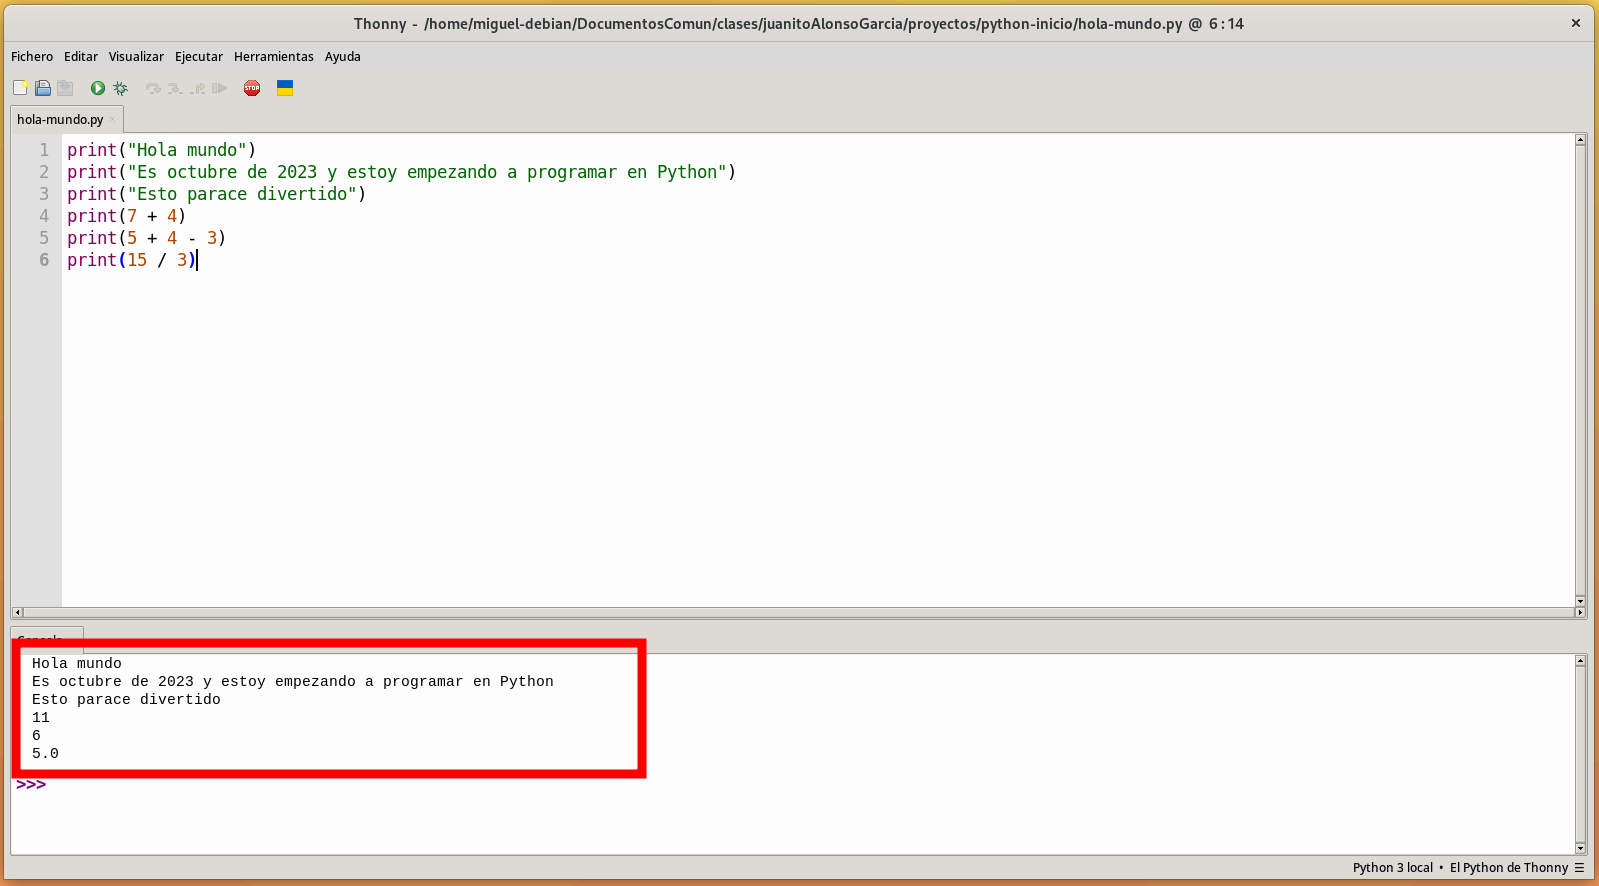 Thonny - /home/miguel-debian/DocumentosComun/clases/juanitoAlonsoGarcia/proyectos/python-inicio/hola-mundo.py @ 6:14
Fichero Editar Visualizar Ejecutar Herramientas Ayuda
STOP
hola-mundo.py
1 print("Hola mundo")
2 print("Es octubre de 2023 y estoy empezando a programar en Python")
3 print("Esto parace divertido")
4 print(7 + 4)
5 print(5 + 4 - 3)
6 print(15 / 3)
Hola mundo
Es octubre de 2023 y estoy empezando a programar en Python
Esto parace divertido
11
6
5.0
>>>
Python 3 local • El Python de Thonny ☰